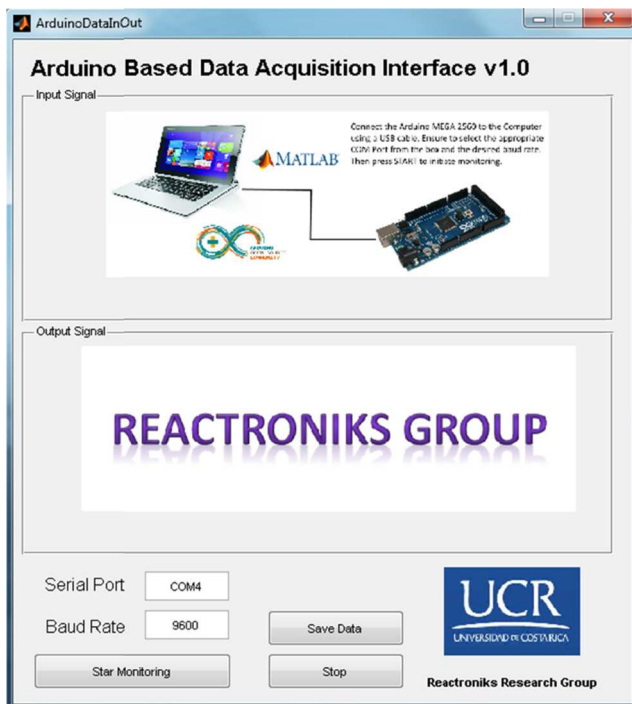 ArduinoDataInOut
Arduino Based Data Acquisition Interface v1.0
Input Signal
Connect the Arduino MEGA 2560 to the Computer
using a USB cable. Ensure to select the appropriate
COM Port from the box and the desired baud rate.
Then press START to initiate monitoring.
MATLAB
ARDUINO
COMMUNITY
Output Signal
REACTRONIKS GROUP
Serial Port
COM4
Baud Rate
9600
Save Data
Star Monitoring
Stop
UCR
UNIVERSIDAD DE COSTA RICA
Reactroniks Research Group